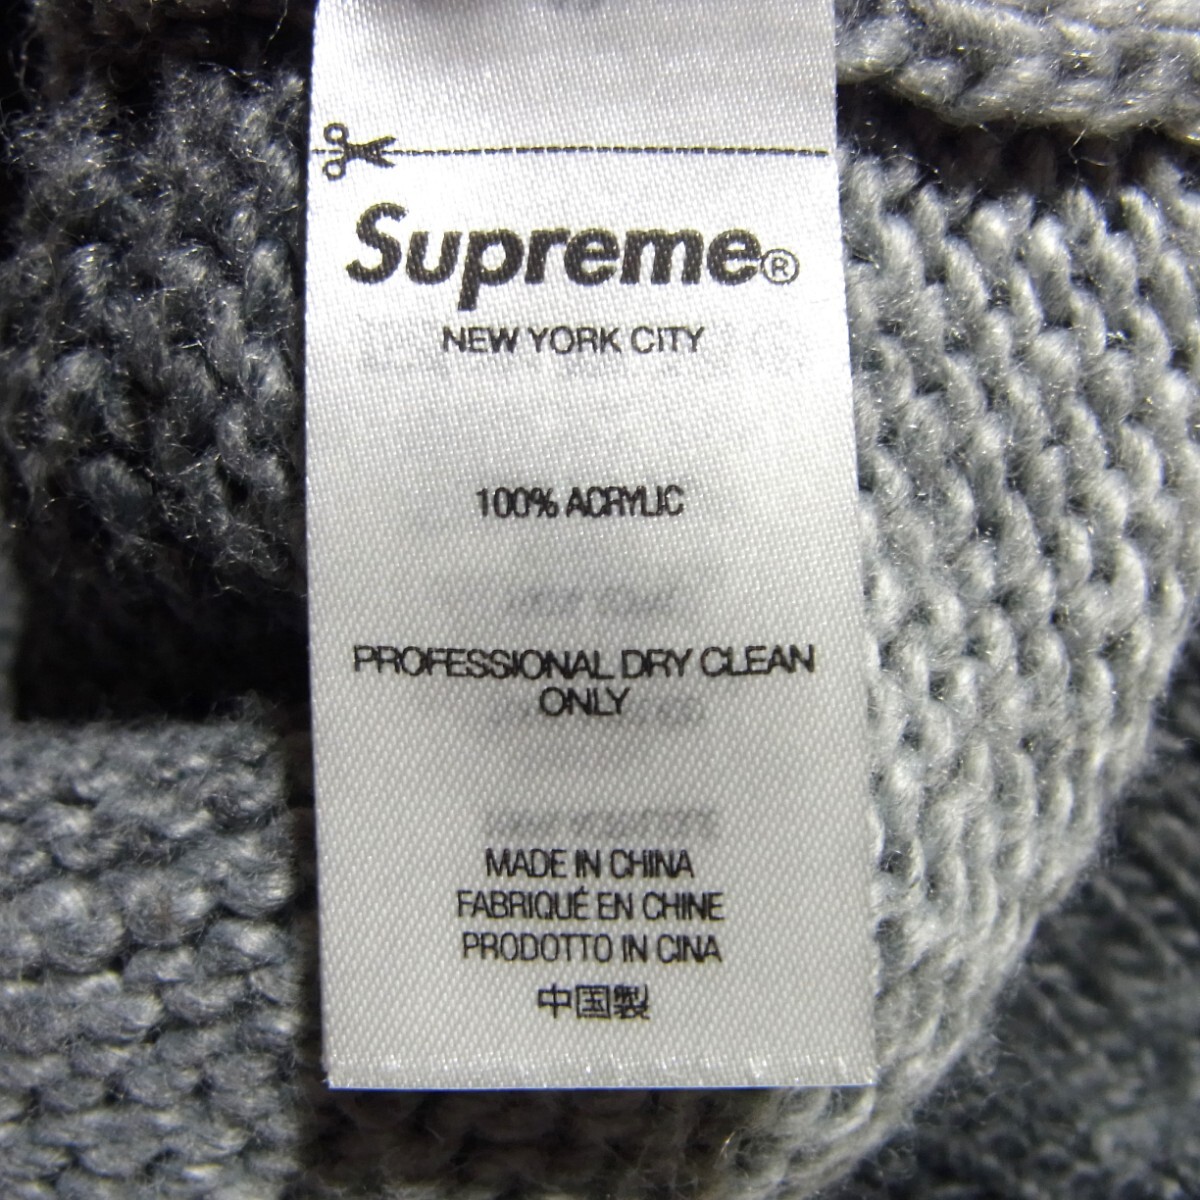 Supreme®
NEW YORK CITY
100% ACRYLIC
PROFESSIONAL DRY CLEAN
ONLY
MADE IN CHINA
FABRIQUÉ EN CHINE
PRODOTTO IN CINA
中国製